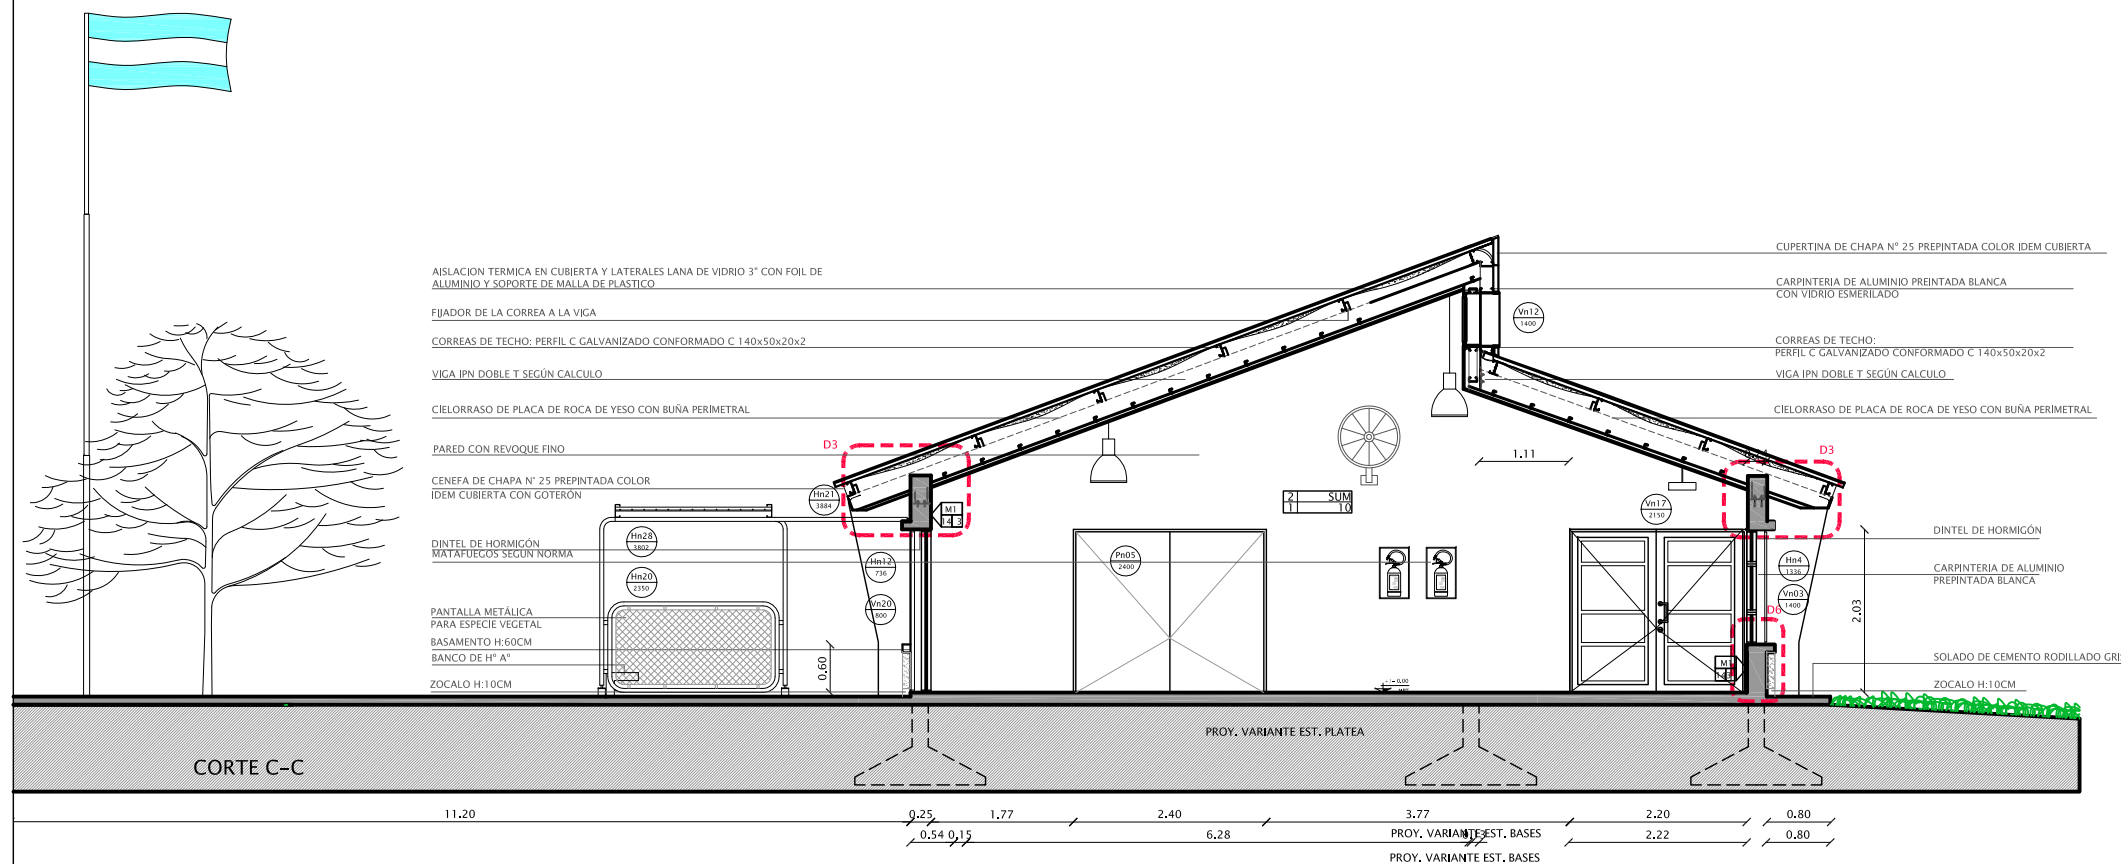 AISLACION TERMICA EN CUBIERTA Y LATERALES LANA DE VIDRIO 3" CON FOIL DE
ALUMINIO Y SOPORTE DE MALLA DE PLASTICO
FIJADOR DE LA CORREA A LA VIGA
CORREAS DE TECHO: PERFIL C GALVANIZADO CONFORMADO C 140x50x20x2
VIGA IPN DOBLE T SEGÚN CALCULO
CIELORRASO DE PLACA DE ROCA DE YESO CON BUÑA PERIMETRAL
PARED CON REVOQUE FINO
CENEFA DE CHAPA N° 25 PREPINTADA COLOR
IDEM CUBIERTA CON GOTERÓN
DINTEL DE HORMIGÓN
MATAFUEGOS SEGÚN NORMA
PANTALLA METÁLICA
PARA ESPECIE VEGETAL
BASAMENTO H:60CM
BANCO DE H° A°
ZOCALO H:10CM
CUPERTINA DE CHAPA N° 25 PREPINTADA COLOR IDEM CUBIERTA
CARPINTERIA DE ALUMINIO PREINTADA BLANCA
CON VIDRIO ESMERILADO
CORREAS DE TECHO:
PERFIL C GALVANIZADO CONFORMADO C 140x50x20x2
VIGA IPN DOBLE T SEGÚN CALCULO
CIELORRASO DE PLACA DE ROCA DE YESO CON BUÑA PERIMETRAL
DINTEL DE HORMIGÓN
CARPINTERIA DE ALUMINIO
PREPINTADA BLANCA
SOLADO DE CEMENTO RODILLADO GRI
ZOCALO H:10CM
D3
D3
D6
Hn21
3884
Hn28
3802
Hn20
2350
Hn12
736
Vn20
800
M1
14 3
Pn05
2400
2 SUM
1 10
Vn12
1400
1.11
Vn17
2150
Hn4
1336
Vn03
1400
M1
2.03
0.60
+/- 0.00
PROY. VARIANTE EST. PLATEA
CORTE C-C
11.20 0.25 1.77 2.40 3.77 2.20 0.80
0.54 0.15 6.28 PROY. VARIANTE EST. BASES 2.22 0.80
PROY. VARIANTE EST. BASES